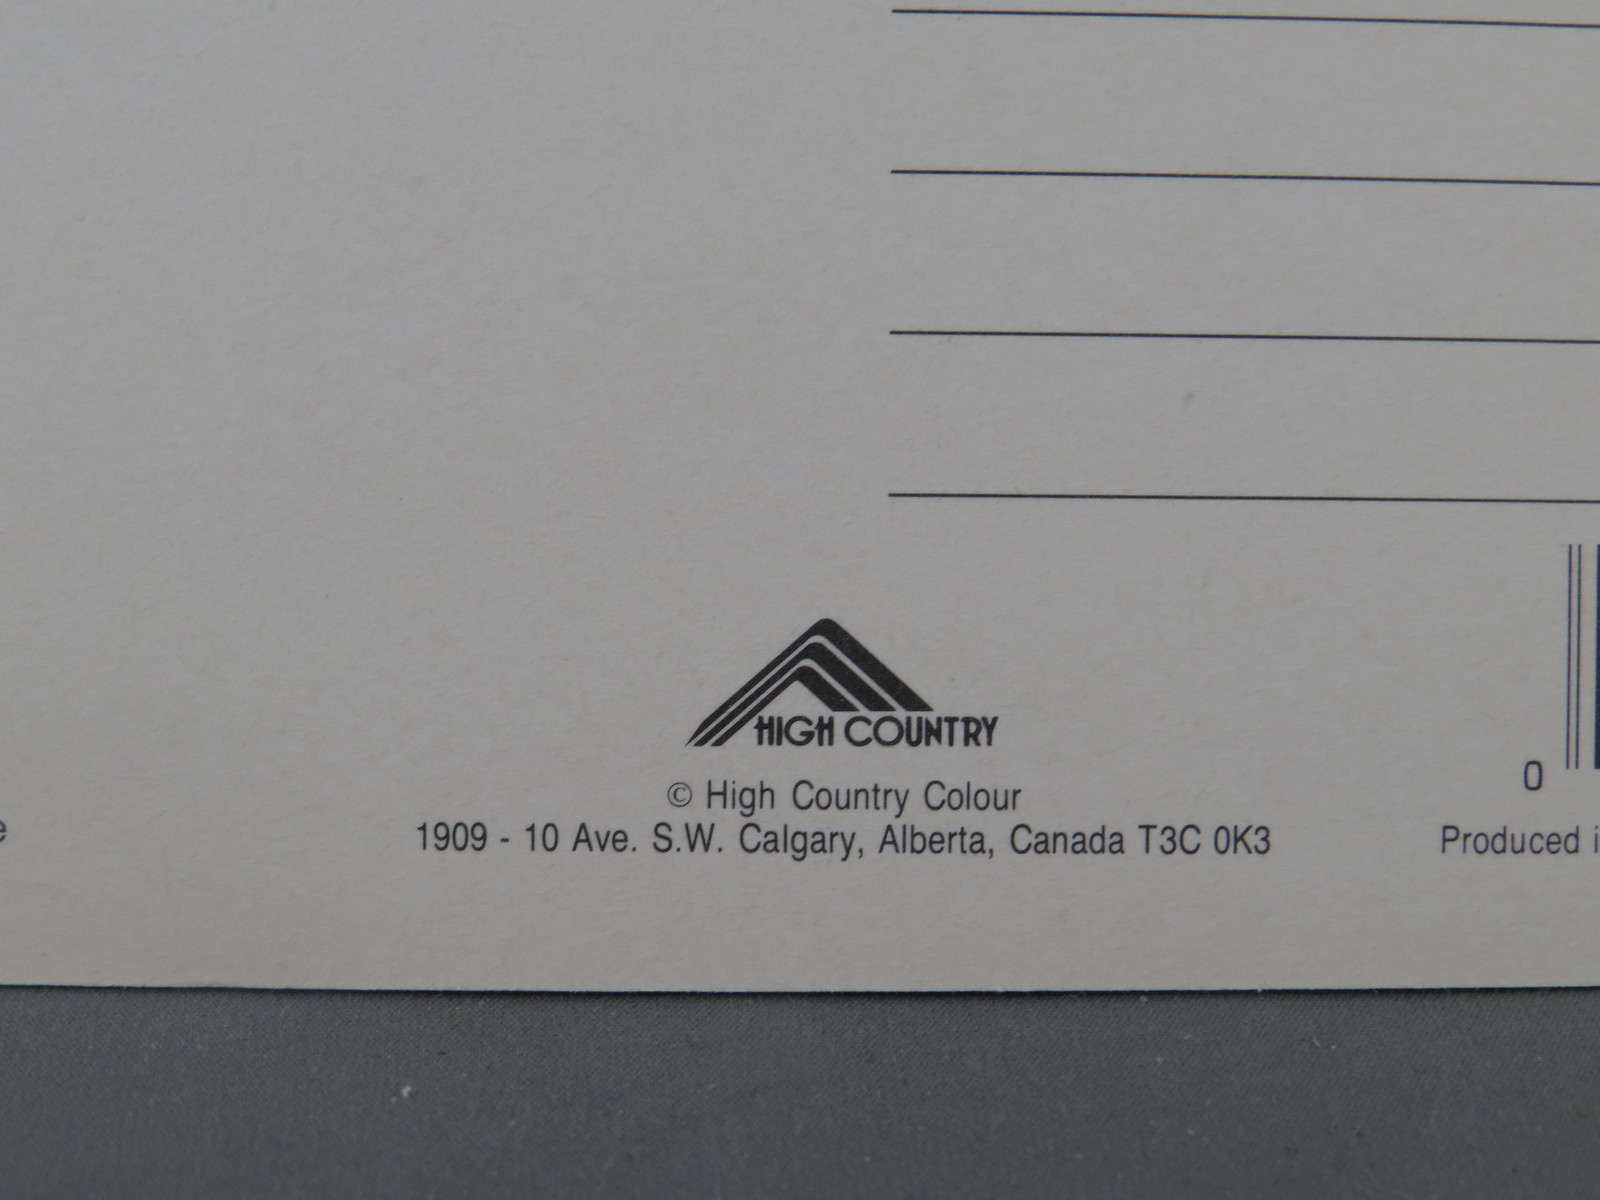 HIGH COUNTRY
© High Country Colour
1909 - 10 Ave. S.W. Calgary, Alberta, Canada T3C 0K3
0
Produced i
e